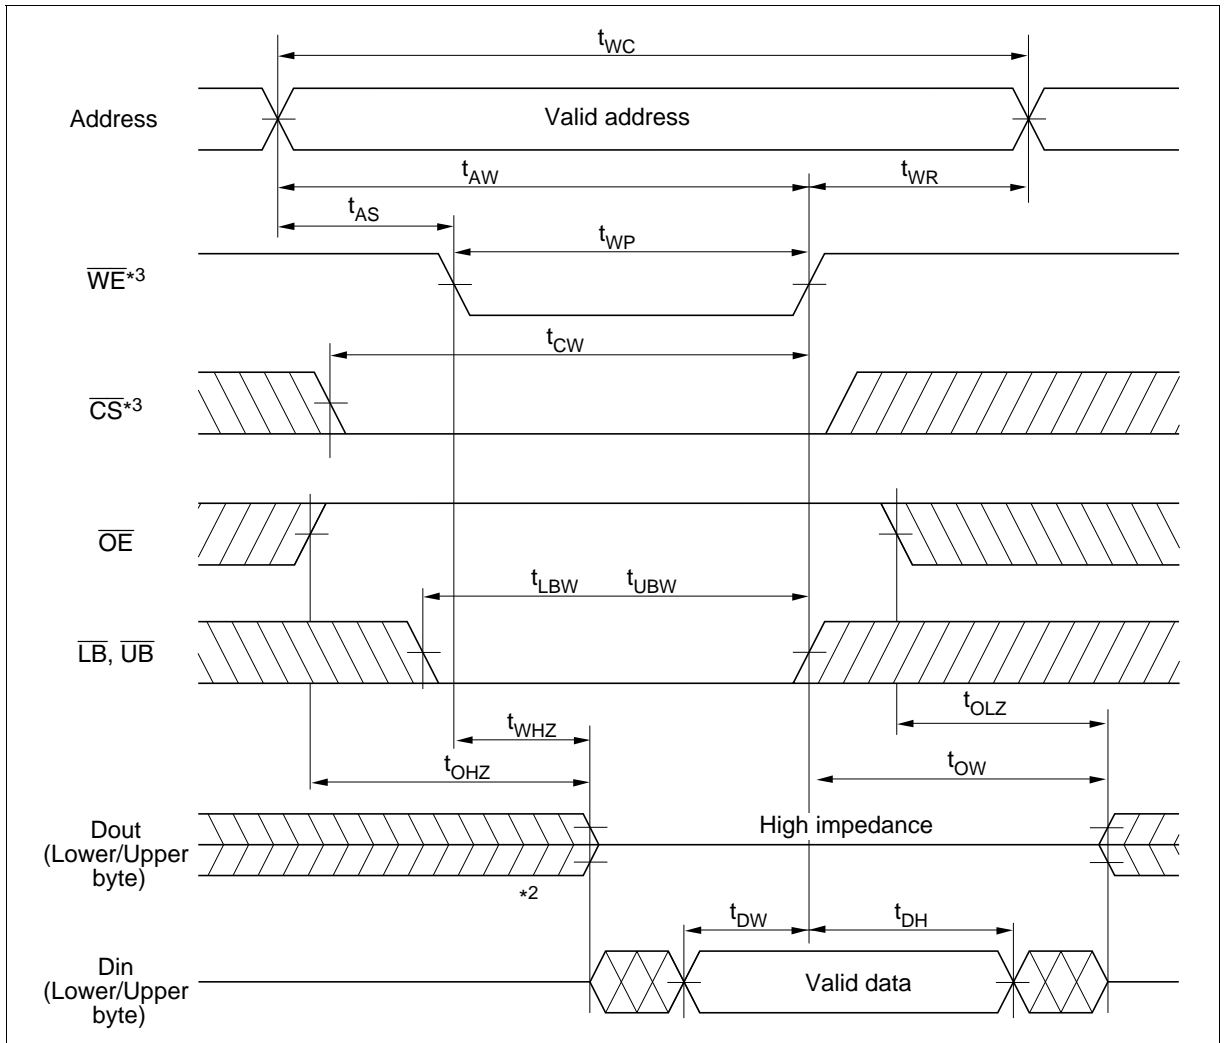 tWC
Address
Valid address
tAW
tWR
tAS
tWP
WE*3
tCW
CS*3
OE
tLBW tUBW
LB, UB
tOLZ
tWHZ
tOHZ
tOW
Dout
(Lower/Upper
byte)
High impedance
*2
tDW
tDH
Din
(Lower/Upper
byte)
Valid data